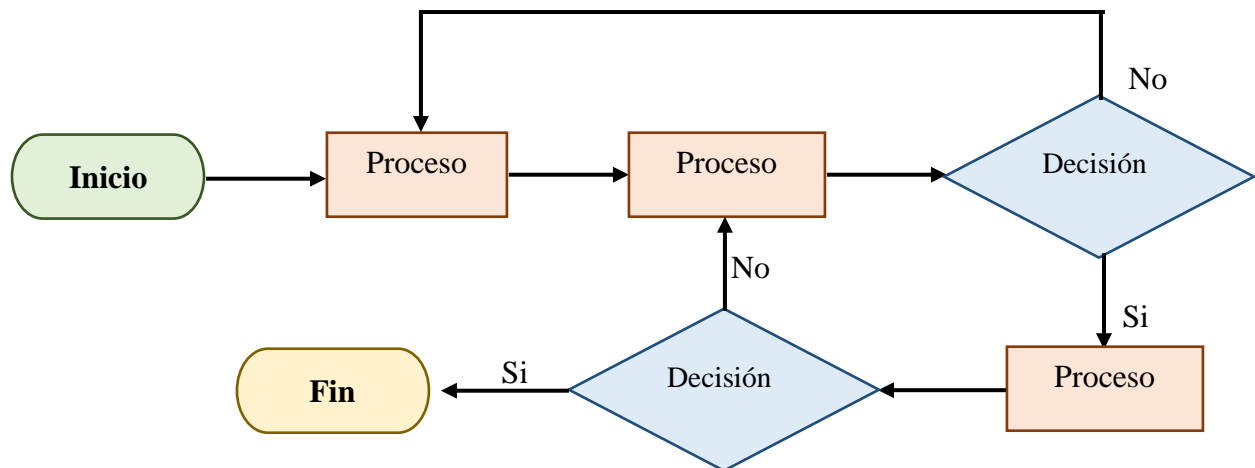 No
Inicio
Proceso
Proceso
Decisión
No
Si
Fin
Si
Decisión
Proceso